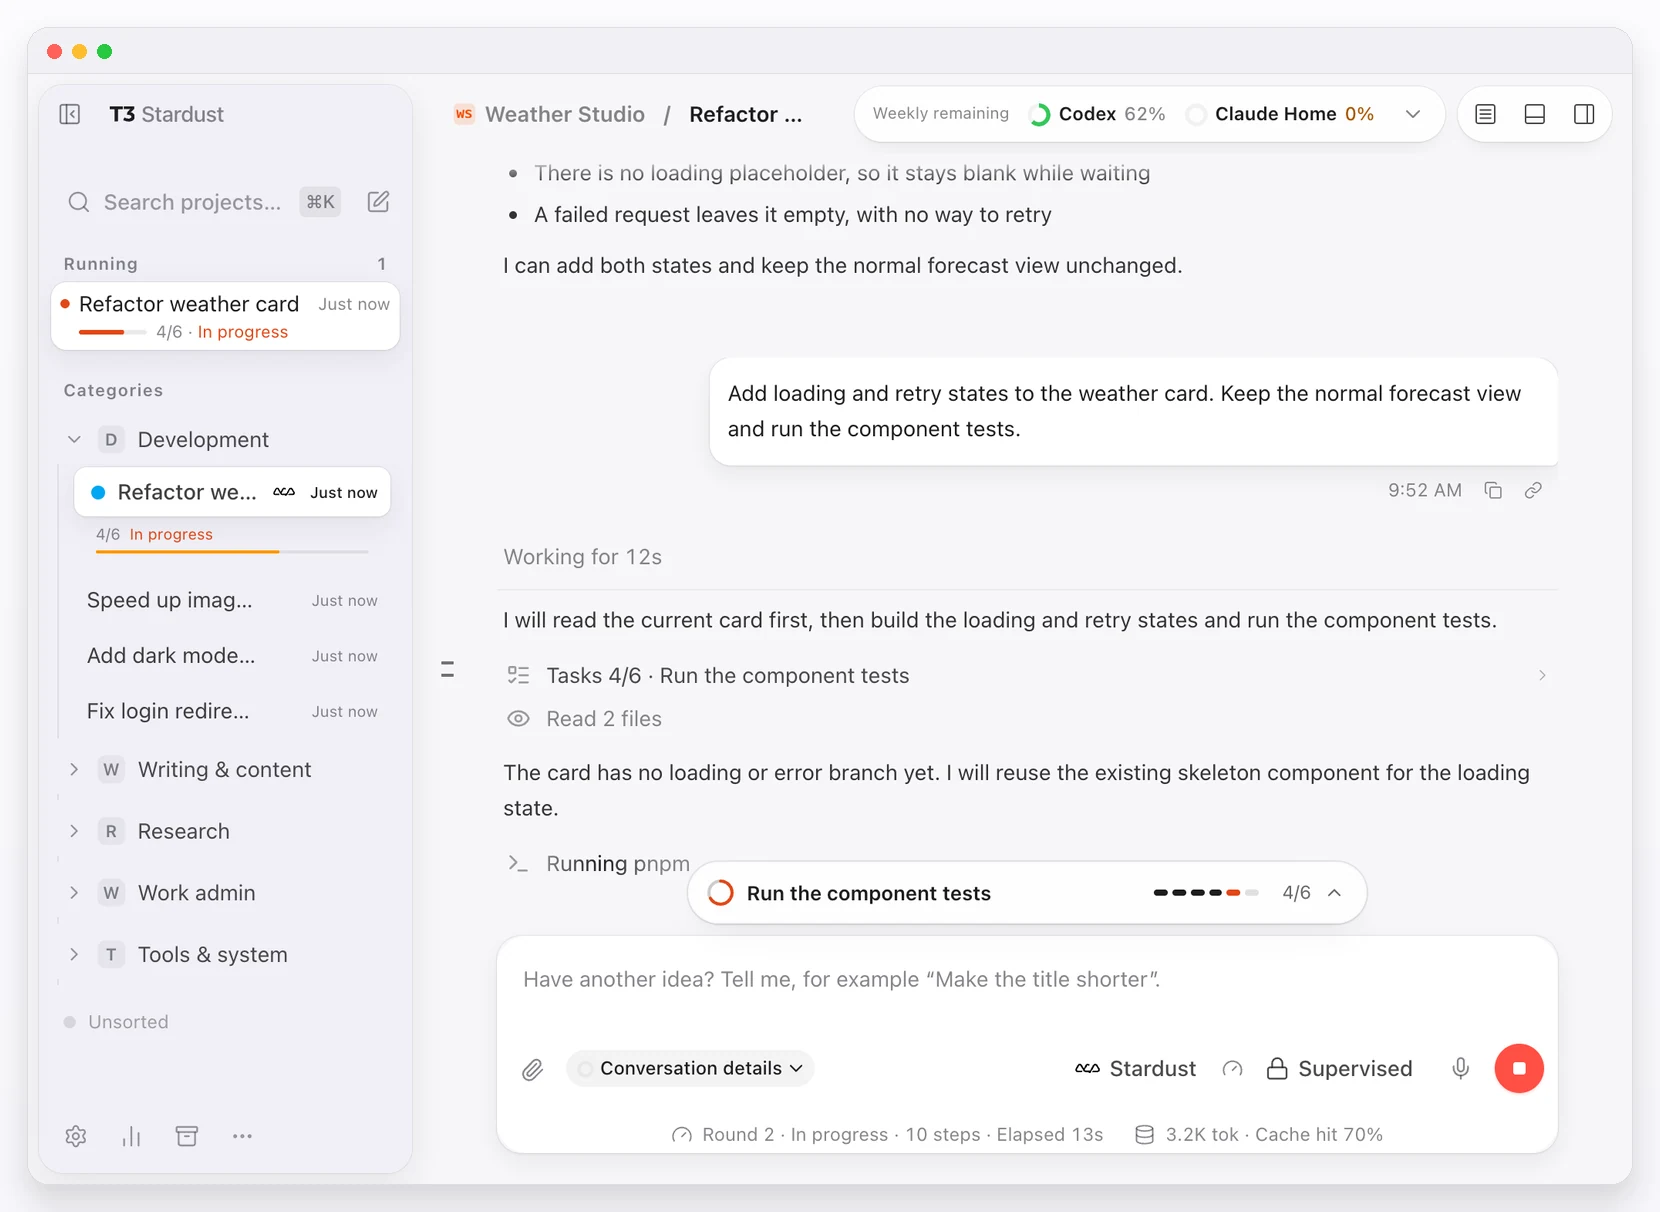 T3 Stardust
Search projects... ⌘K
Running 1
Refactor weather card Just now
4/6 · In progress
Categories
D Development
Refactor we... Just now
4/6 In progress
Speed up imag... Just now
Add dark mode... Just now
Fix login redire... Just now
W Writing & content
R Research
W Work admin
T Tools & system
Unsorted
WS Weather Studio / Refactor ...
Weekly remaining Codex 62% Claude Home 0%
• There is no loading placeholder, so it stays blank while waiting
• A failed request leaves it empty, with no way to retry
I can add both states and keep the normal forecast view unchanged.
Add loading and retry states to the weather card. Keep the normal forecast view
and run the component tests.
9:52 AM
Working for 12s
I will read the current card first, then build the loading and retry states and run the component tests.
Tasks 4/6 · Run the component tests
Read 2 files
The card has no loading or error branch yet. I will reuse the existing skeleton component for the loading
state.
Running pnpm
Run the component tests 4/6
Have another idea? Tell me, for example “Make the title shorter”.
Conversation details Stardust Supervised
Round 2 · In progress · 10 steps · Elapsed 13s 3.2K tok · Cache hit 70%